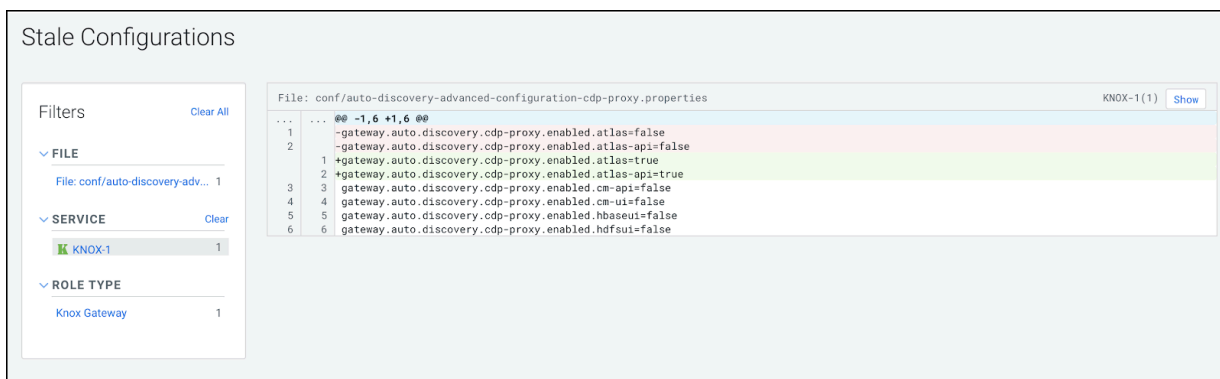 Stale Configurations
Filters Clear All
FILE
File: conf/auto-discovery-adv... 1
SERVICE Clear
KNOX-1 1
ROLE TYPE
Knox Gateway 1
File: conf/auto-discovery-advanced-configuration-cdp-proxy.properties KNOX-1(1) Show
... ... @@ -1,6 +1,6 @@
1 -gateway.auto.discovery.cdp-proxy.enabled.atlas=false
2 -gateway.auto.discovery.cdp-proxy.enabled.atlas-api=false
1 +gateway.auto.discovery.cdp-proxy.enabled.atlas=true
2 +gateway.auto.discovery.cdp-proxy.enabled.atlas-api=true
3 3 gateway.auto.discovery.cdp-proxy.enabled.cm-api=false
4 4 gateway.auto.discovery.cdp-proxy.enabled.cm-ui=false
5 5 gateway.auto.discovery.cdp-proxy.enabled.hbaseui=false
6 6 gateway.auto.discovery.cdp-proxy.enabled.hdfsui=false